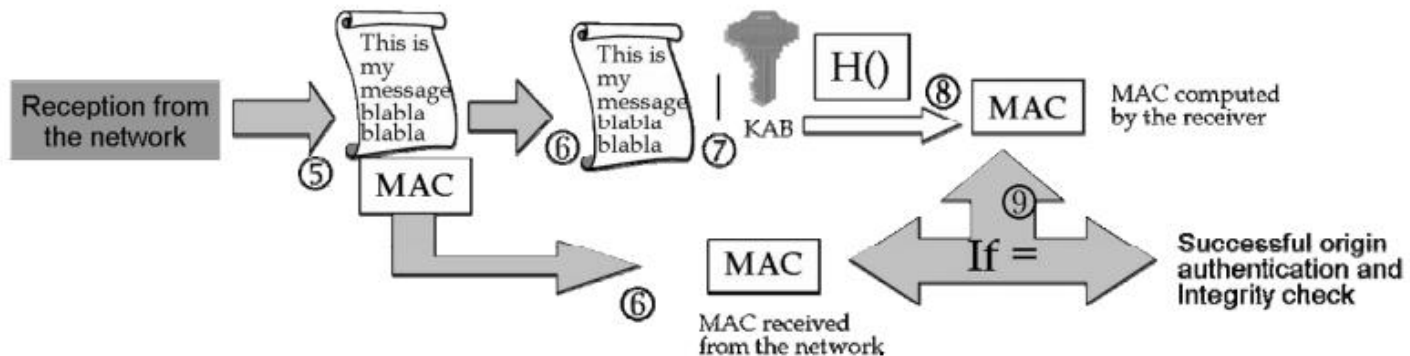 Reception from
the network
⑤
This is
my
message
blabla
blabla
MAC
⑥
This is
my
message
blabla
blabla
|
⑦
KAB
H()
⑧
MAC
MAC computed
by the receiver
⑥
MAC
MAC received
from the network
⑨
If =
Successful origin
authentication and
Integrity check